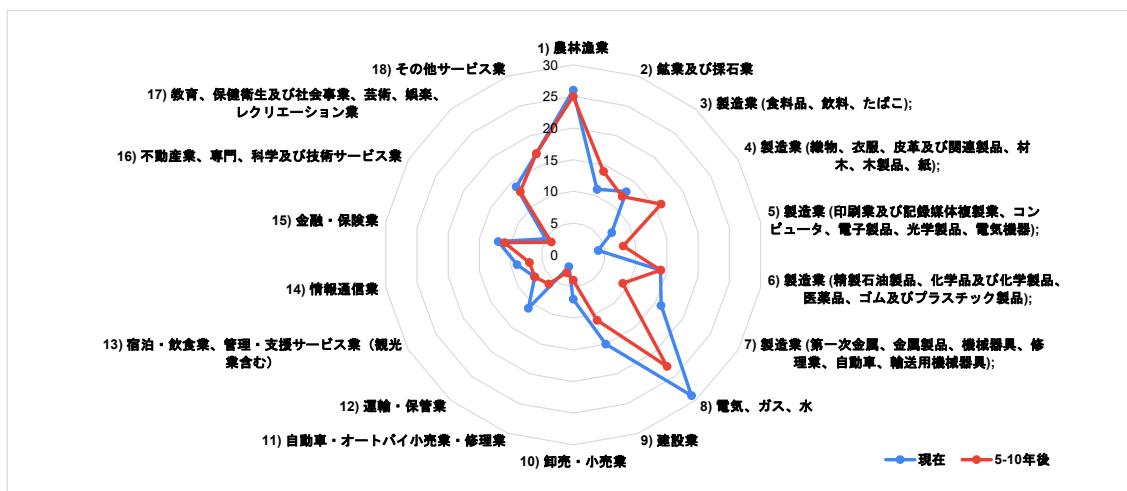 1) 農林漁業
2) 鉱業及び採石業
3) 製造業 (食料品、飲料、たばこ);
4) 製造業 (織物、衣服、皮革及び関連製品、材
木、木製品、紙);
5) 製造業 (印刷業及び記録媒体複製業、コン
ピュータ、電子製品、光学製品、電気機器);
6) 製造業 (精製石油製品、化学品及び化学製品、
医薬品、ゴム及びプラスチック製品);
7) 製造業 (第一次金属、金属製品、機械器具、修
理業、自動車、輸送用機械器具);
8) 電気、ガス、水
9) 建設業
10) 卸売・小売業
11) 自動車・オートバイ小売業・修理業
12) 運輸・保管業
13) 宿泊・飲食業、管理・支援サービス業（観光
業含む）
14) 情報通信業
15) 金融・保険業
16) 不動産業、専門、科学及び技術サービス業
17) 教育、保健衛生及び社会事業、芸術、娯楽、
レクリエーション業
18) その他サービス業
30
25
20
15
10
5
0
現在
5-10年後